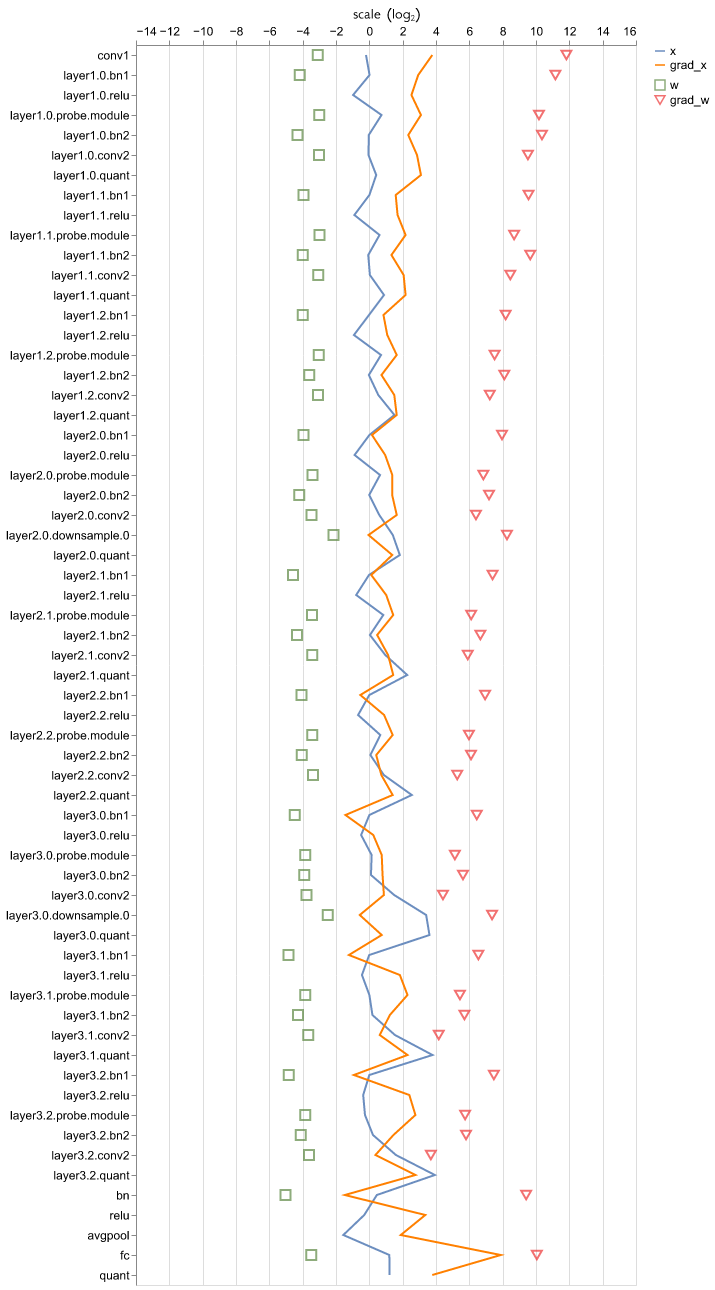 scale (log₂)
−14 −12 −10 −8 −6 −4 −2 0 2 4 6 8 10 12 14 16
x
grad_x
w
grad_w
conv1
layer1.0.bn1
layer1.0.relu
layer1.0.probe.module
layer1.0.bn2
layer1.0.conv2
layer1.0.quant
layer1.1.bn1
layer1.1.relu
layer1.1.probe.module
layer1.1.bn2
layer1.1.conv2
layer1.1.quant
layer1.2.bn1
layer1.2.relu
layer1.2.probe.module
layer1.2.bn2
layer1.2.conv2
layer1.2.quant
layer2.0.bn1
layer2.0.relu
layer2.0.probe.module
layer2.0.bn2
layer2.0.conv2
layer2.0.downsample.0
layer2.0.quant
layer2.1.bn1
layer2.1.relu
layer2.1.probe.module
layer2.1.bn2
layer2.1.conv2
layer2.1.quant
layer2.2.bn1
layer2.2.relu
layer2.2.probe.module
layer2.2.bn2
layer2.2.conv2
layer2.2.quant
layer3.0.bn1
layer3.0.relu
layer3.0.probe.module
layer3.0.bn2
layer3.0.conv2
layer3.0.downsample.0
layer3.0.quant
layer3.1.bn1
layer3.1.relu
layer3.1.probe.module
layer3.1.bn2
layer3.1.conv2
layer3.1.quant
layer3.2.bn1
layer3.2.relu
layer3.2.probe.module
layer3.2.bn2
layer3.2.conv2
layer3.2.quant
bn
relu
avgpool
fc
quant